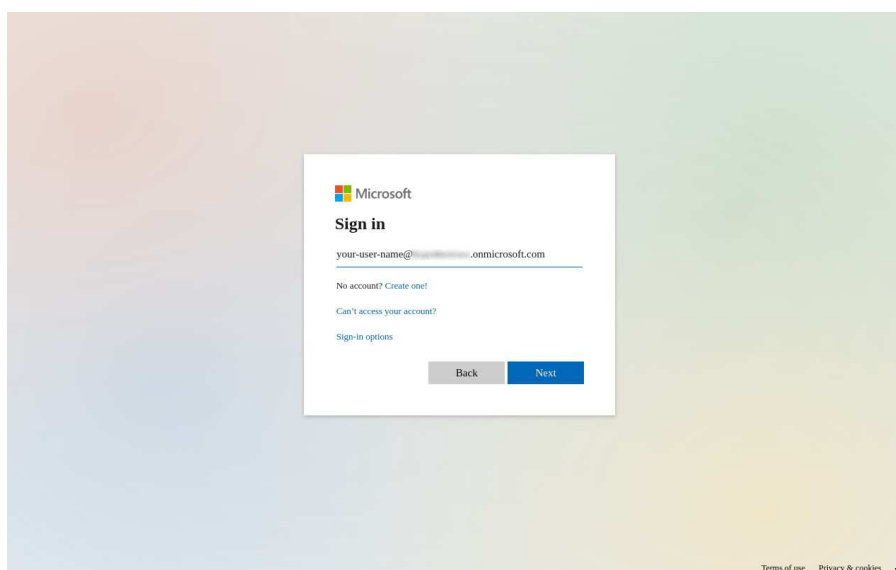 Microsoft
Sign in
your-user-name@ .onmicrosoft.com
No account? Create one!
Can't access your account?
Sign-in options
Back Next
Terms of use Privacy & cookies